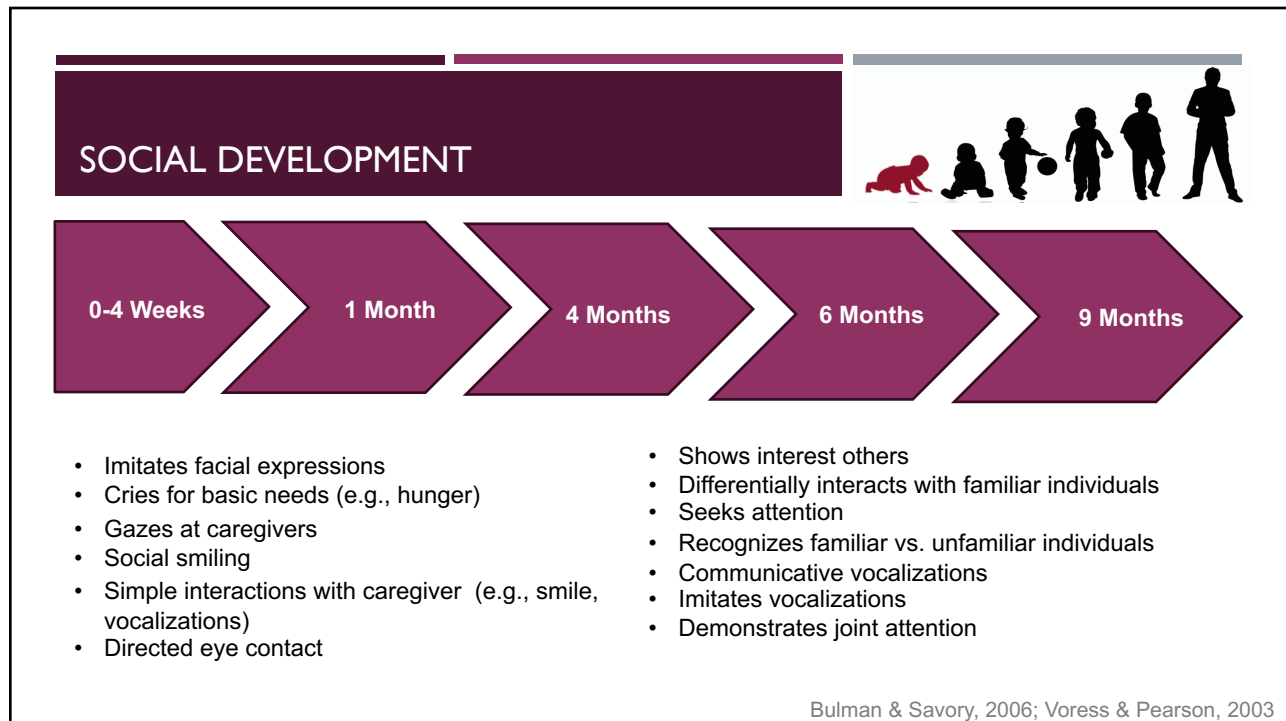 SOCIAL DEVELOPMENT
0-4 Weeks
1 Month
4 Months
6 Months
9 Months
• Imitates facial expressions
• Cries for basic needs (e.g., hunger)
• Gazes at caregivers
• Social smiling
• Simple interactions with caregiver (e.g., smile,
vocalizations)
• Directed eye contact
• Shows interest others
• Differentially interacts with familiar individuals
• Seeks attention
• Recognizes familiar vs. unfamiliar individuals
• Communicative vocalizations
• Imitates vocalizations
• Demonstrates joint attention
Bulman & Savory, 2006; Voress & Pearson, 2003